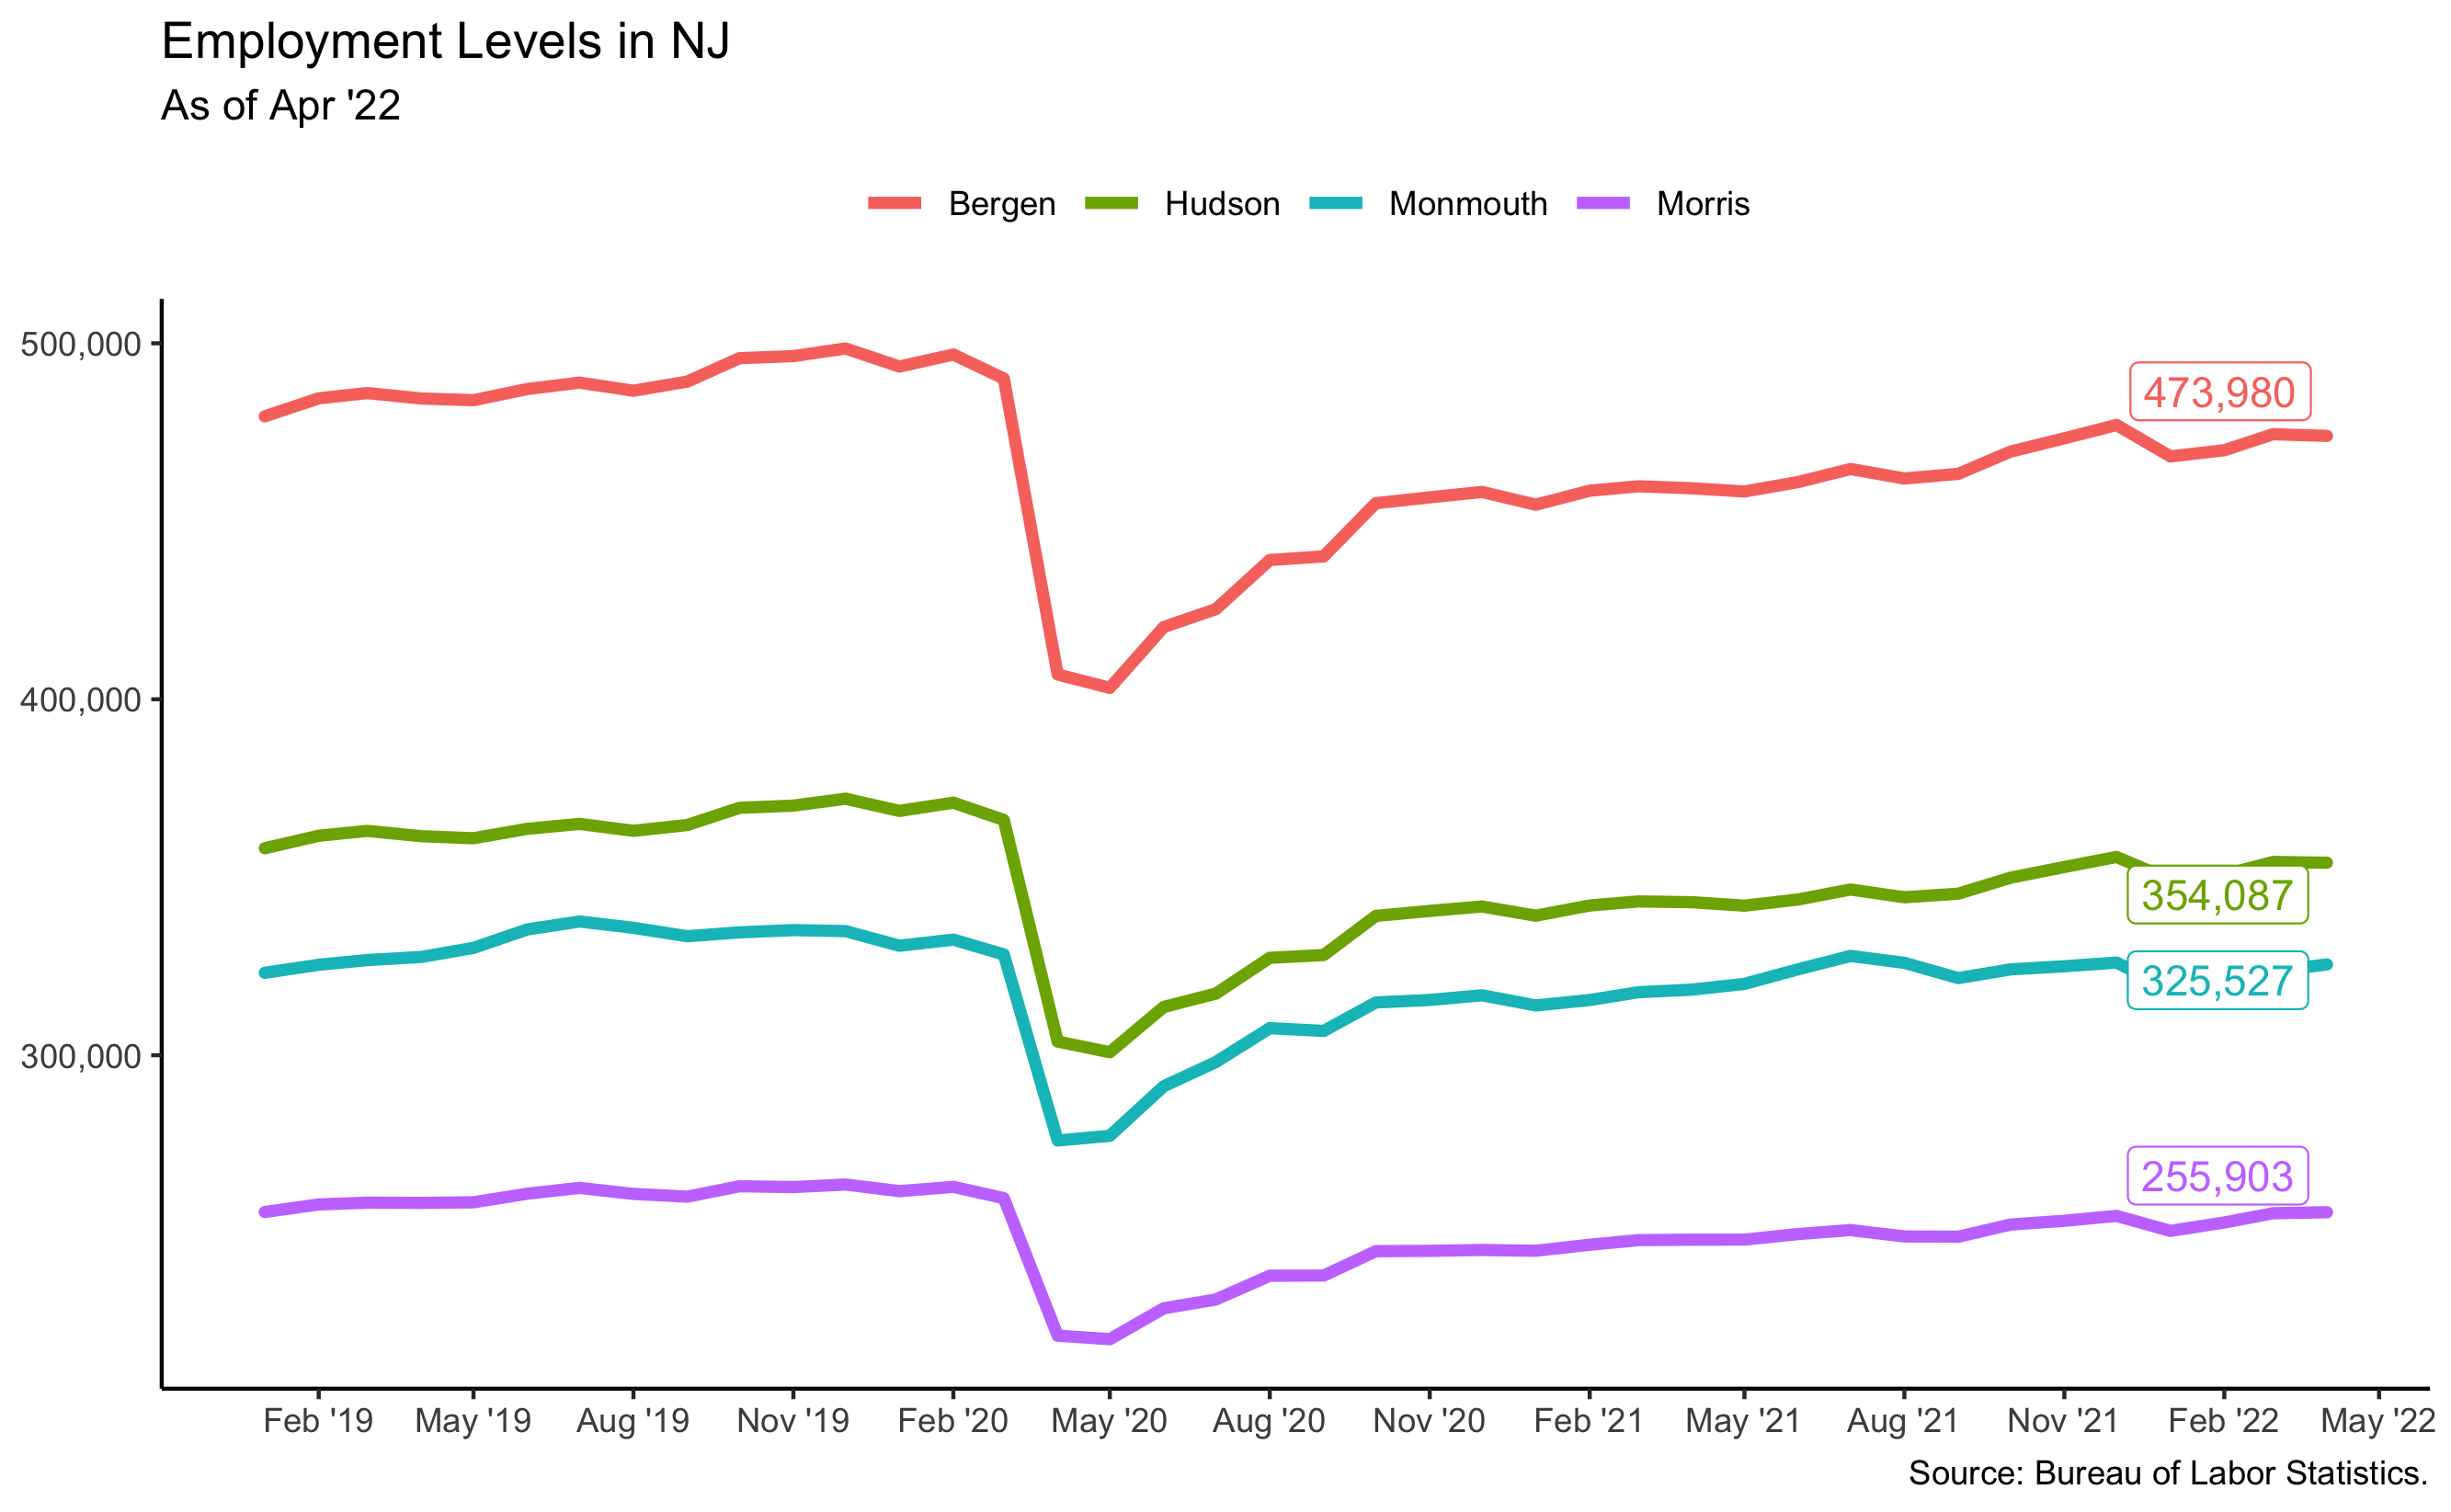 Employment Levels in NJ
As of Apr '22
Bergen Hudson Monmouth Morris
500,000
400,000
300,000
473,980
354,087
325,527
255,903
Feb '19 May '19 Aug '19 Nov '19 Feb '20 May '20 Aug '20 Nov '20 Feb '21 May '21 Aug '21 Nov '21 Feb '22 May '22
Source: Bureau of Labor Statistics.